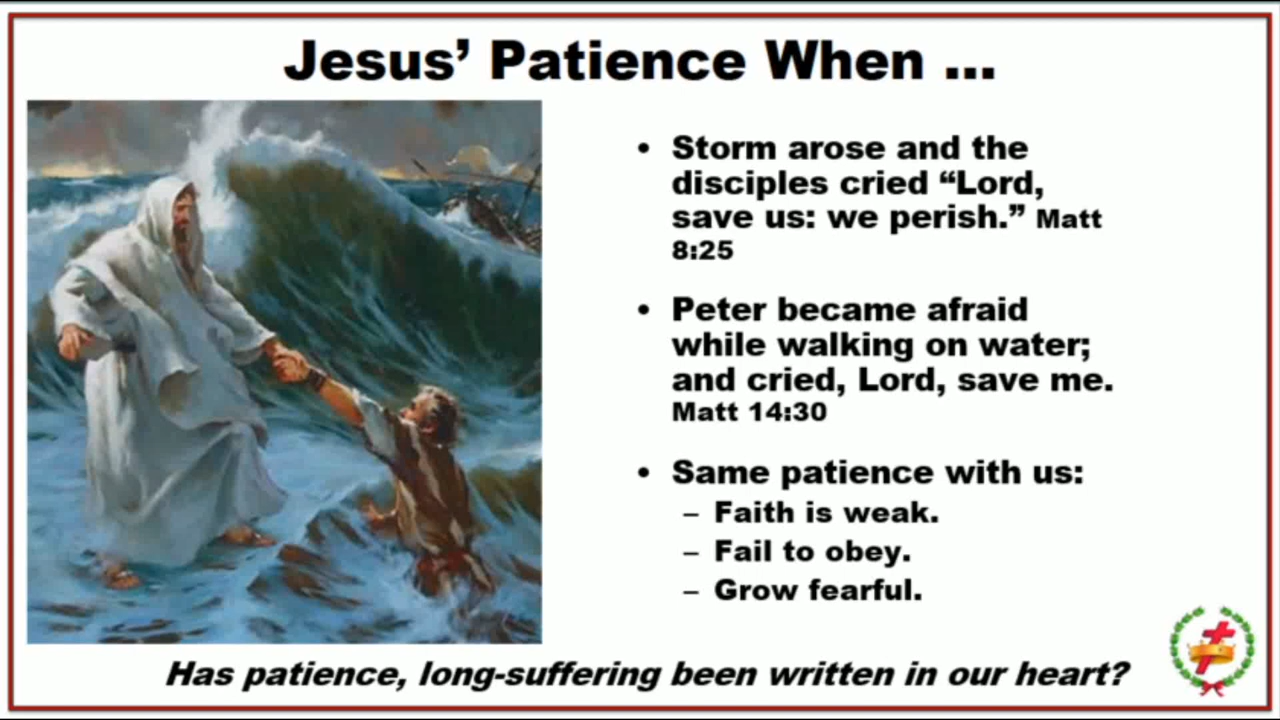 Jesus’ Patience When ...
• Storm arose and the
disciples cried “Lord,
save us: we perish.” Matt
8:25
• Peter became afraid
while walking on water;
and cried, Lord, save me.
Matt 14:30
• Same patience with us:
– Faith is weak.
– Fail to obey.
– Grow fearful.
Has patience, long-suffering been written in our heart?